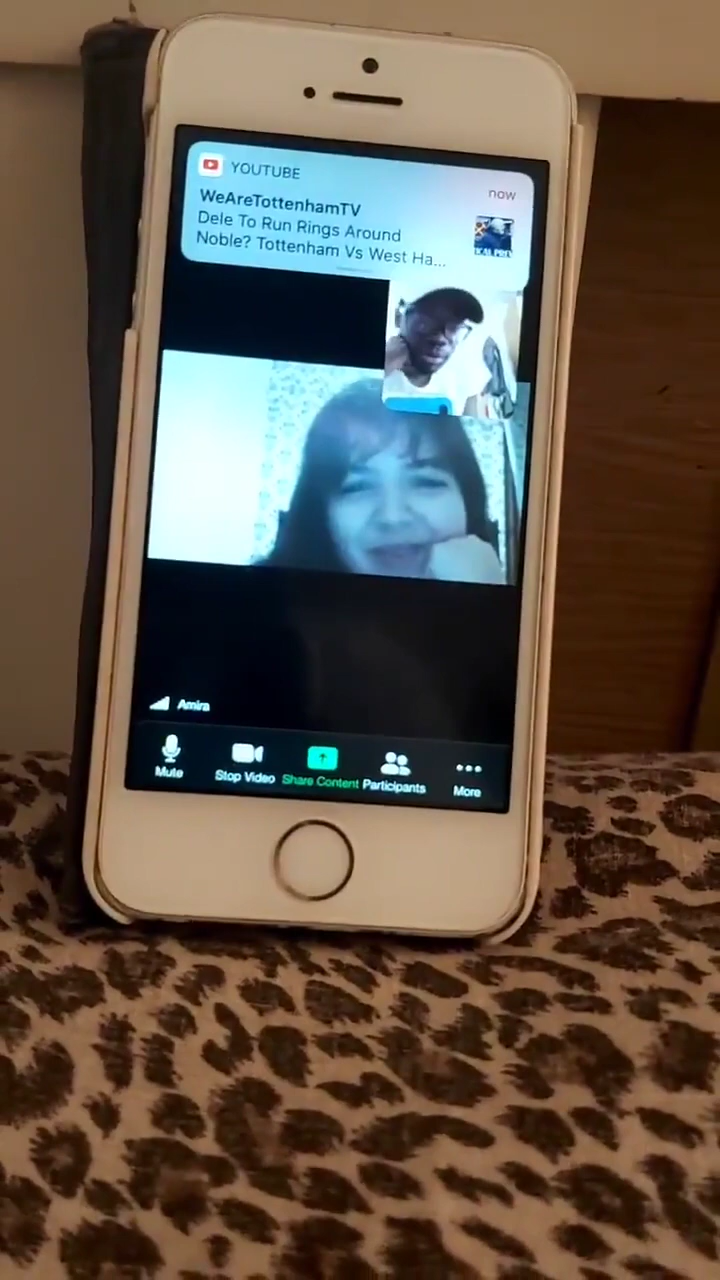 YOUTUBE
now
WeAreTottenhamTV
Dele To Run Rings Around
Noble? Tottenham Vs West Ha...
Amira
Mute
Stop Video
Share Content
Participants
More